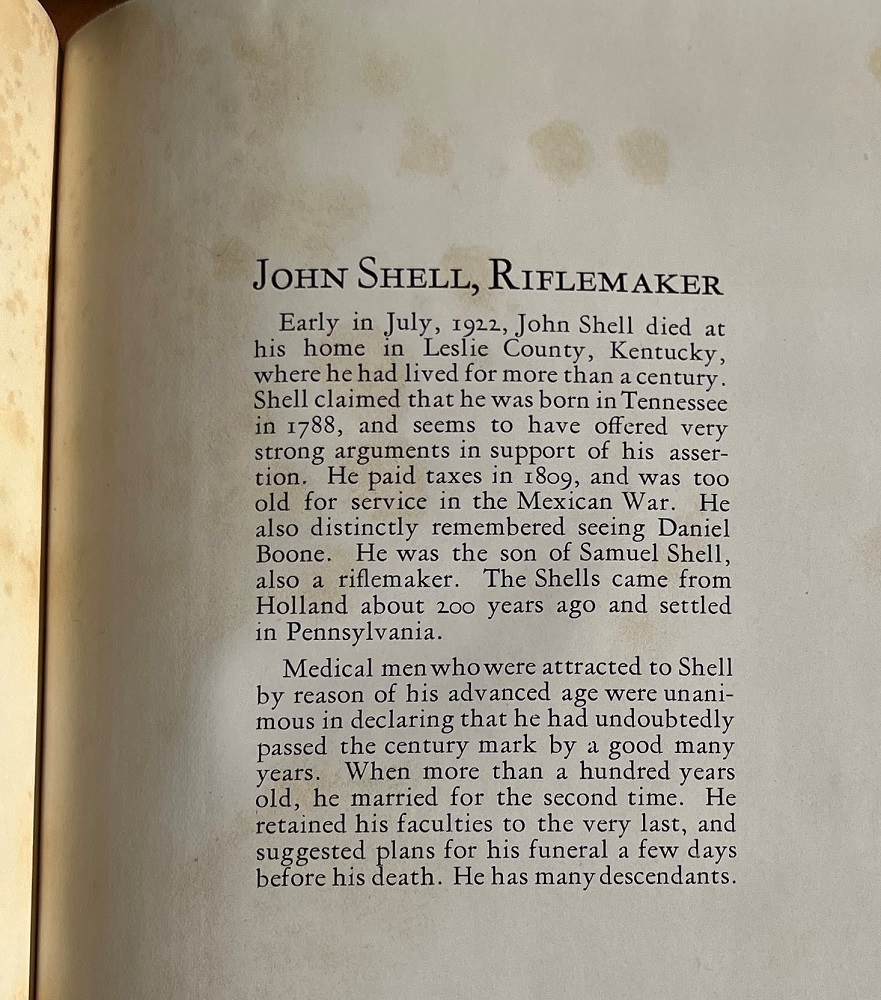 JOHN SHELL, RIFLEMAKER
Early in July, 1922, John Shell died at
his home in Leslie County, Kentucky,
where he had lived for more than a century.
Shell claimed that he was born in Tennessee
in 1788, and seems to have offered very
strong arguments in support of his asser-
tion. He paid taxes in 1809, and was too
old for service in the Mexican War. He
also distinctly remembered seeing Daniel
Boone. He was the son of Samuel Shell,
also a riflemaker. The Shells came from
Holland about 200 years ago and settled
in Pennsylvania.
Medical men who were attracted to Shell
by reason of his advanced age were unani-
mous in declaring that he had undoubtedly
passed the century mark by a good many
years. When more than a hundred years
old, he married for the second time. He
retained his faculties to the very last, and
suggested plans for his funeral a few days
before his death. He has many descendants.